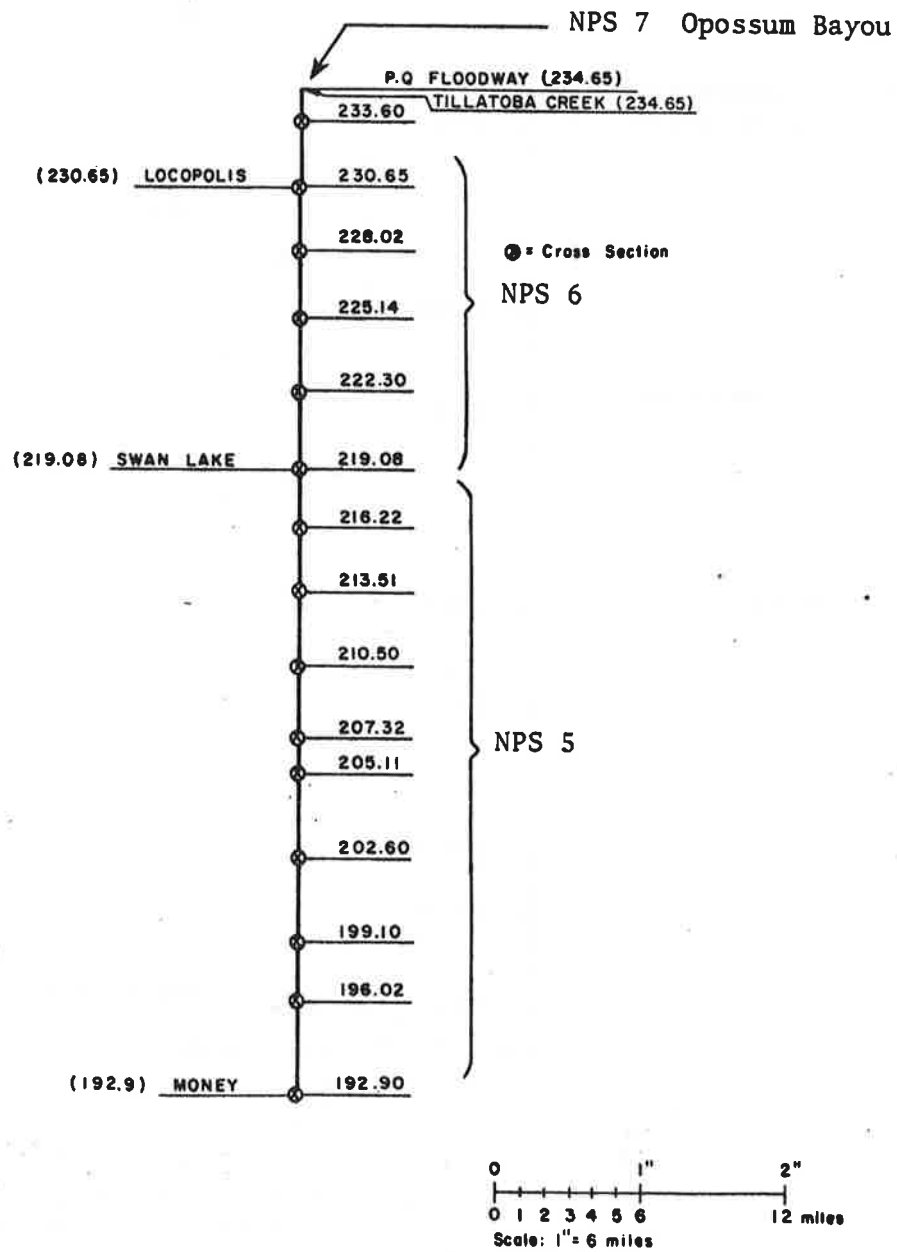 NPS 7 Opossum Bayou
P.Q FLOODWAY (234.65)
TILLATOBA CREEK (234.65)
233.60
(230.65) LOCOPOLIS 230.65
228.02
⊗ = Cross Section
NPS 6
225.14
222.30
(219.08) SWAN LAKE 219.08
216.22
213.51
210.50
207.32
NPS 5
205.11
202.60
199.10
196.02
(192.9) MONEY 192.90
0 1" 2"
0 1 2 3 4 5 6 12 miles
Scale: 1"= 6 miles